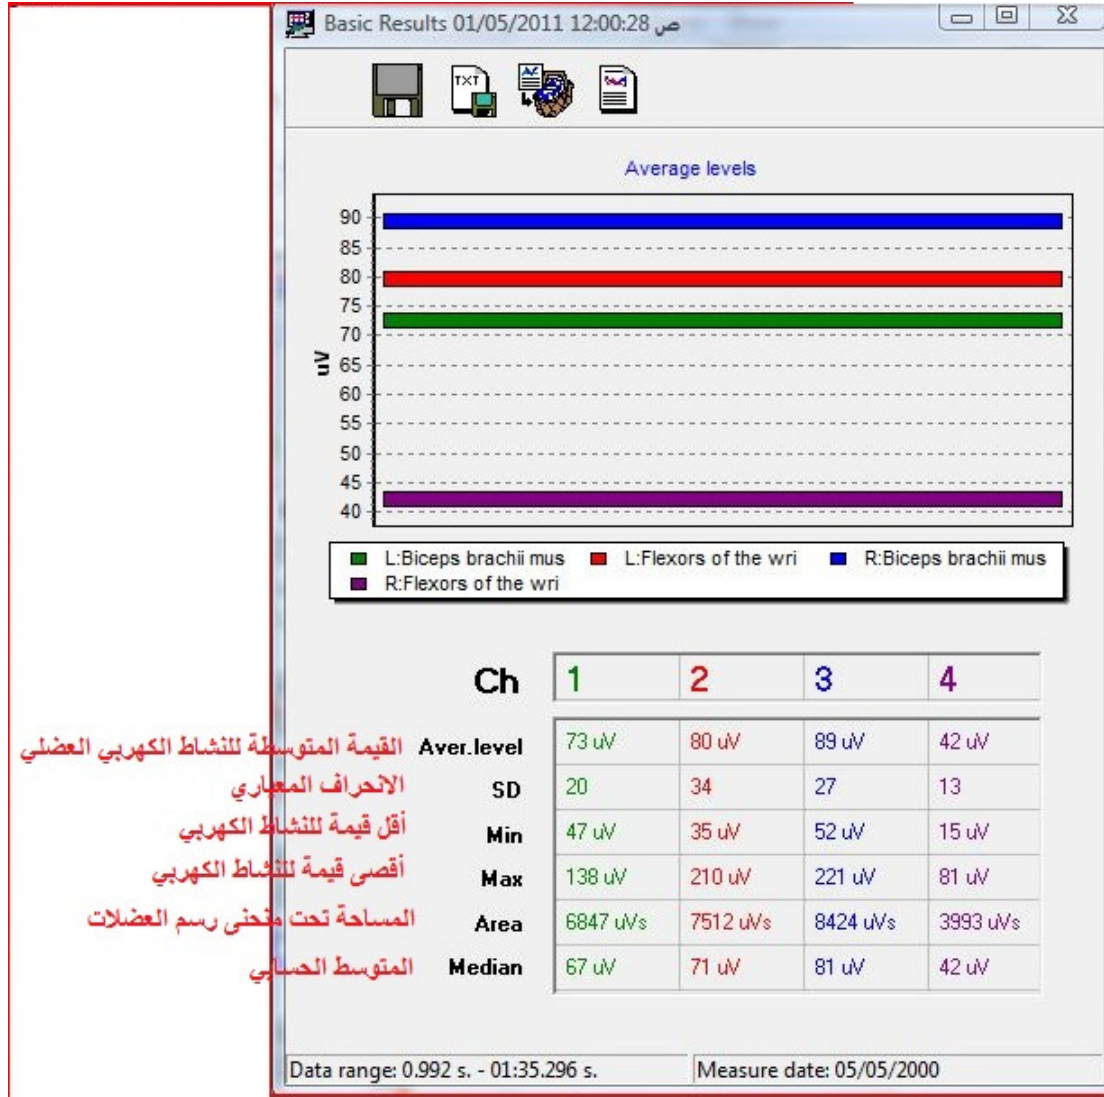 Basic Results 01/05/2011 12:00:28 ص
TXT
Average levels
90
85
80
75
70
65
60
55
50
45
40
uV
L:Biceps brachii mus L:Flexors of the wri R:Biceps brachii mus
R:Flexors of the wri
Ch 1 2 3 4
القيمة المتوسطة للنشاط الكهربي العضلي Aver.level 73 uV 80 uV 89 uV 42 uV
الانحراف المعياري SD 20 34 27 13
أقل قيمة للنشاط الكهربي Min 47 uV 35 uV 52 uV 15 uV
أقصى قيمة للنشاط الكهربي Max 138 uV 210 uV 221 uV 81 uV
المساحة تحت منحنى رسم العضلات Area 6847 uVs 7512 uVs 8424 uVs 3993 uVs
المتوسط الحسابي Median 67 uV 71 uV 81 uV 42 uV
Data range: 0.992 s. - 01:35.296 s. Measure date: 05/05/2000